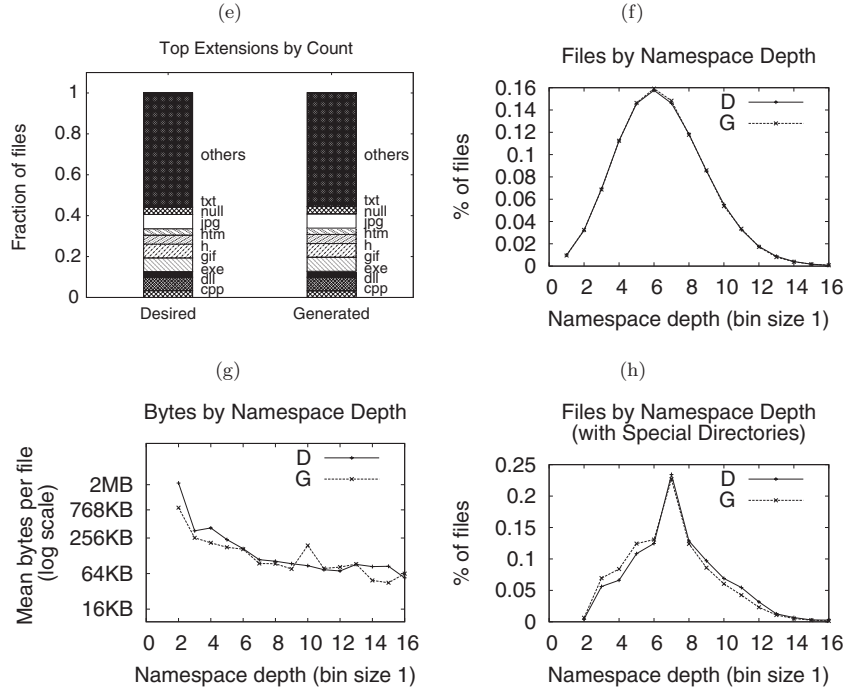 (e)
Top Extensions by Count
Fraction of files
1
0.8
0.6
0.4
0.2
0
others
txt
null
jpg
htm
h
gif
exe
dll
cpp
others
txt
null
jpg
htm
h
gif
exe
dll
cpp
Desired
Generated
(f)
Files by Namespace Depth
% of files
0.16
0.14
0.12
0.1
0.08
0.06
0.04
0.02
0
D
G
0 2 4 6 8 10 12 14 16
Namespace depth (bin size 1)
(g)
Bytes by Namespace Depth
Mean bytes per file
(log scale)
2MB
768KB
256KB
64KB
16KB
D
G
0 2 4 6 8 10 12 14 16
Namespace depth (bin size 1)
(h)
Files by Namespace Depth
(with Special Directories)
% of files
0.25
0.2
0.15
0.1
0.05
0
D
G
0 2 4 6 8 10 12 14 16
Namespace depth (bin size 1)